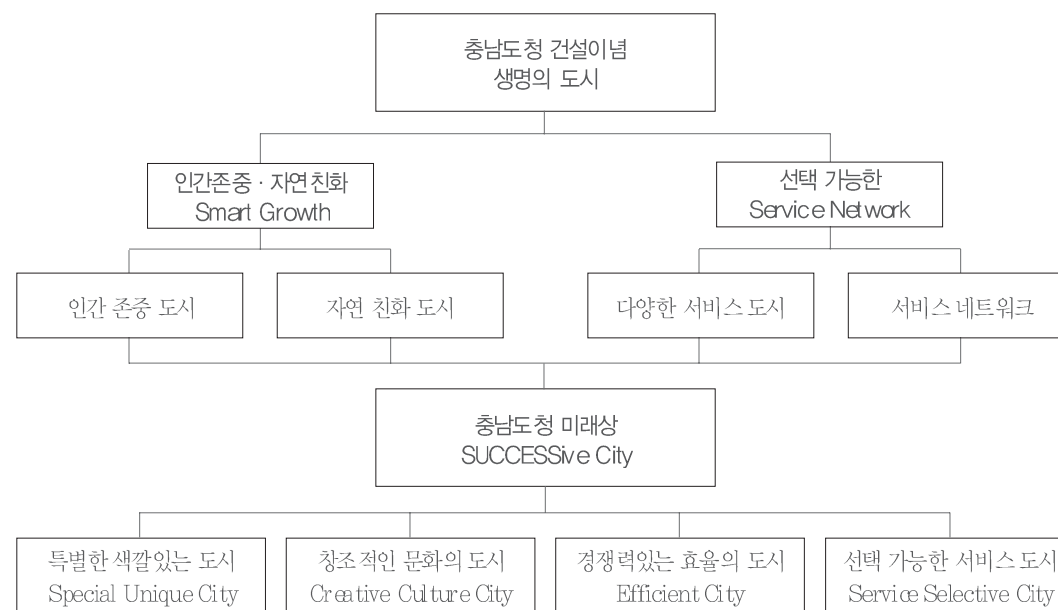 충남도청 건설이념
생명의 도시
인간존중 · 자연친화
Smart Growth
선택 가능한
Service Network
인간 존중 도시
자연 친화 도시
다양한 서비스 도시
서비스 네트워크
충남도청 미래상
SUCCESSive City
특별한 색깔있는 도시
Special Unique City
창조적인 문화의 도시
Creative Culture City
경쟁력있는 효율의 도시
Efficient City
선택 가능한 서비스 도시
Service Selective City